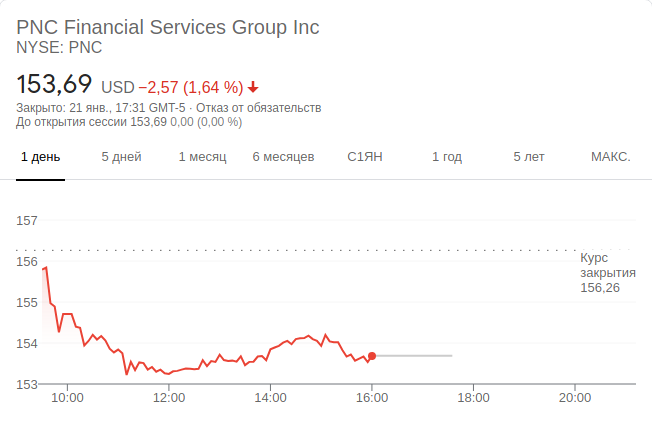 PNC Financial Services Group Inc
NYSE: PNC
153,69 USD −2,57 (1,64 %)
Закрыто: 21 янв., 17:31 GMT-5 · Отказ от обязательств
До открытия сессии 153,69 0,00 (0,00 %)
1 день 5 дней 1 месяц 6 месяцев С1ЯН 1 год 5 лет МАКС.
157
156
155
154
153
Курс
закрытия
156,26
10:00 12:00 14:00 16:00 18:00 20:00